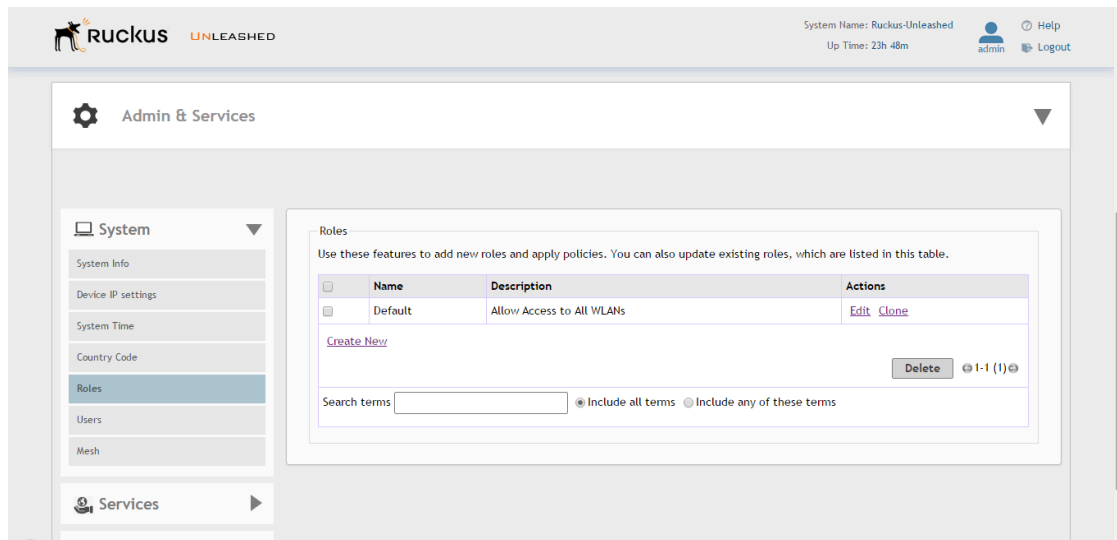 Ruckus UNLEASHED
System Name: Ruckus-Unleashed
Up Time: 23h 48m
admin
Help
Logout
Admin & Services
System
System Info
Device IP settings
System Time
Country Code
Roles
Users
Mesh
Services
Roles
Use these features to add new roles and apply policies. You can also update existing roles, which are listed in this table.
Name Description Actions
Default Allow Access to All WLANs Edit Clone
Create New
Delete 1-1 (1)
Search terms Include all terms Include any of these terms